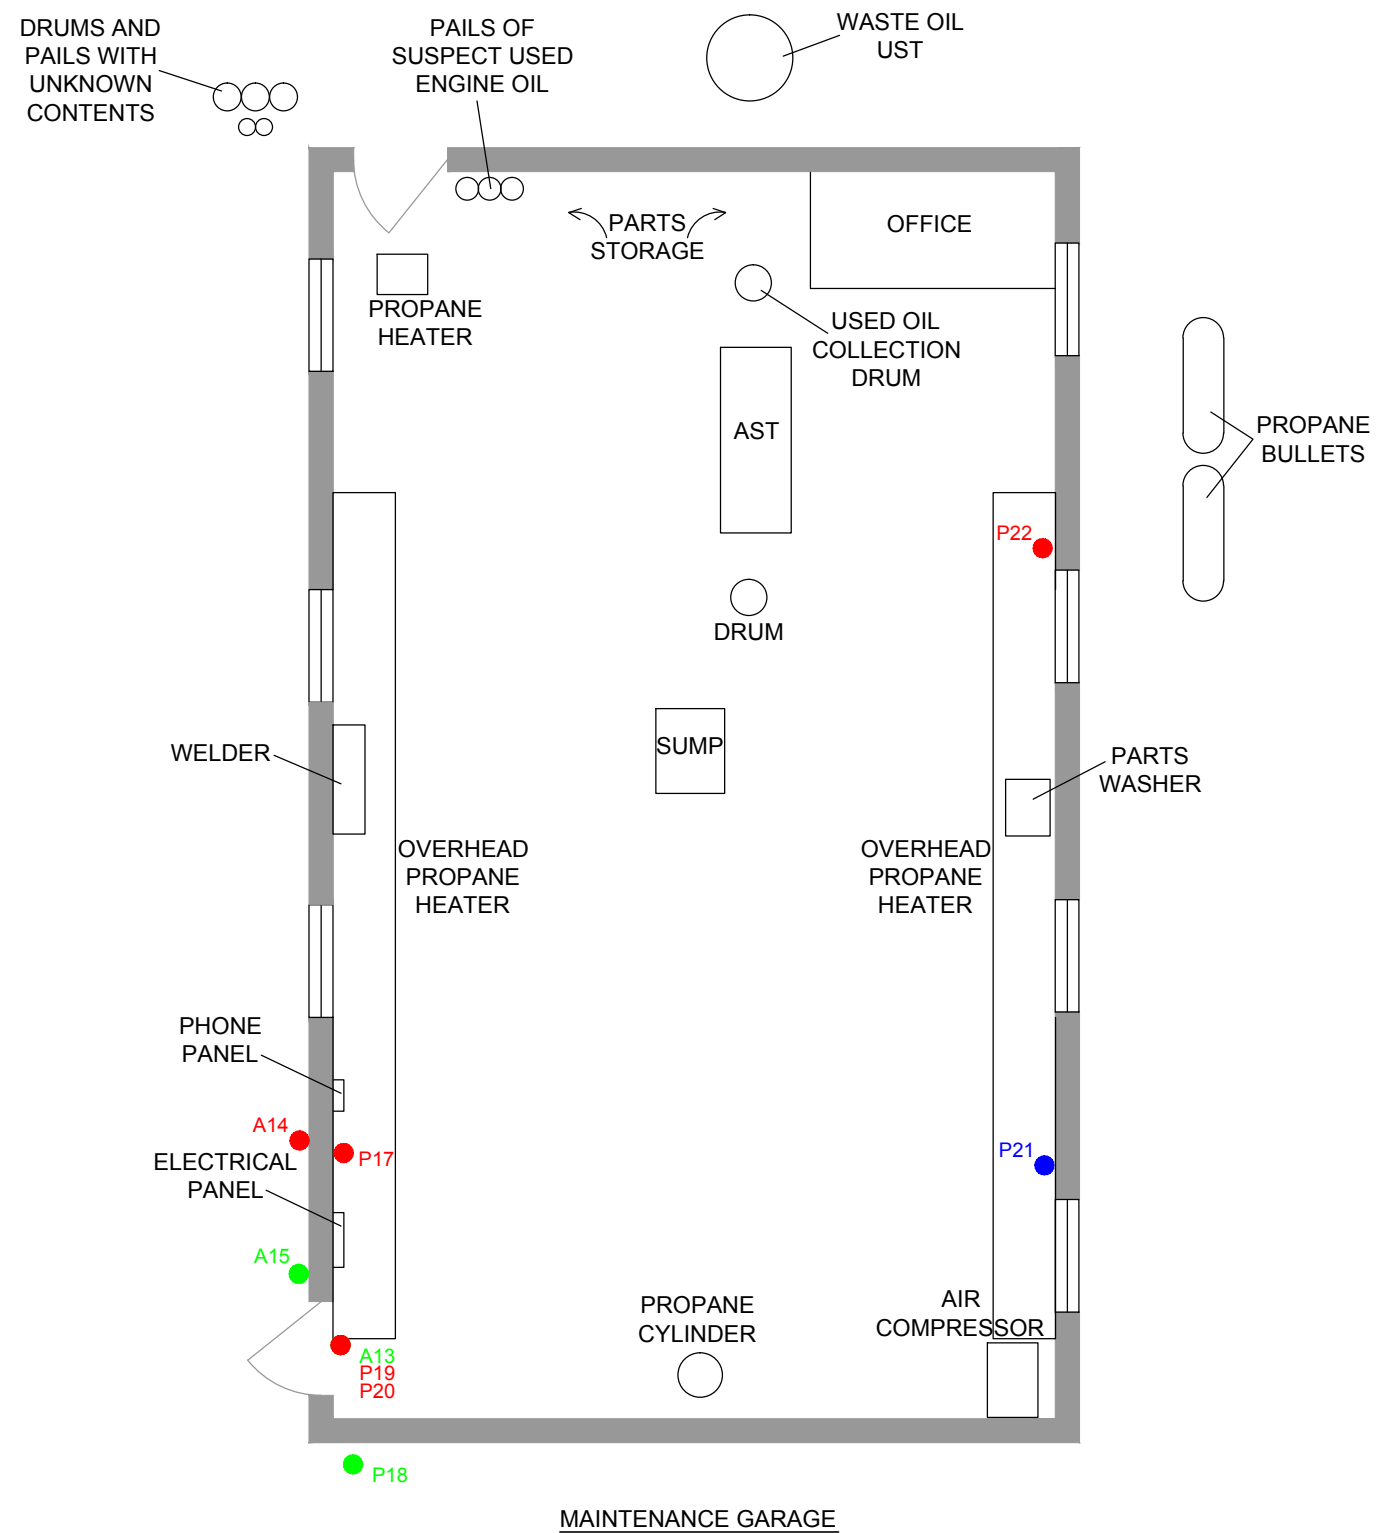 DRUMS AND
PAILS WITH
UNKNOWN
CONTENTS
PAILS OF
SUSPECT USED
ENGINE OIL
WASTE OIL
UST
PARTS
STORAGE
OFFICE
PROPANE
HEATER
USED OIL
COLLECTION
DRUM
AST
PROPANE
BULLETS
P22
DRUM
SUMP
WELDER
PARTS
WASHER
OVERHEAD
PROPANE
HEATER
OVERHEAD
PROPANE
HEATER
PHONE
PANEL
A14
P17
ELECTRICAL
PANEL
P21
A15
PROPANE
CYLINDER
AIR
COMPRESSOR
A13
P19
P20
P18
MAINTENANCE GARAGE